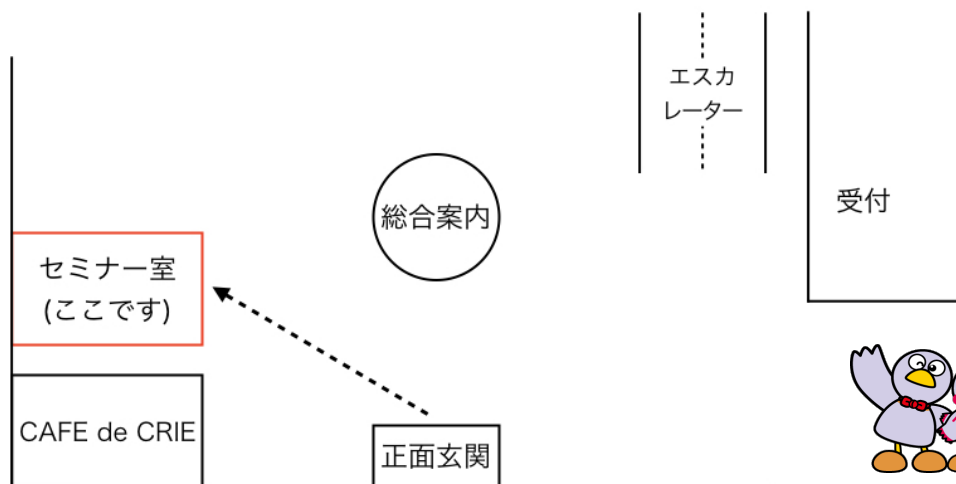 エスカ
レーター
受付
総合案内
セミナー室
(ここです)
CAFE de CRIE
正面玄関